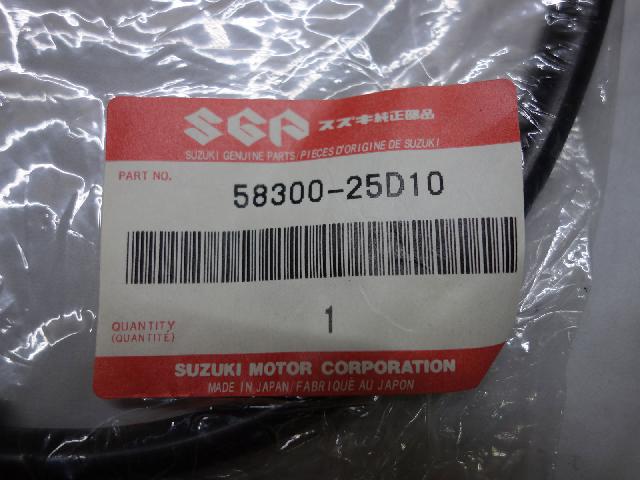 SGP スズキ純正部品
SUZUKI GENUINE PARTS/PIECES D'ORIGINE DE SUZUKI
PART NO.
58300-25D10
1
QUANTITY
(QUANTITÉ)
SUZUKI MOTOR CORPORATION
MADE IN JAPAN/FABRIQUÉ AU JAPON